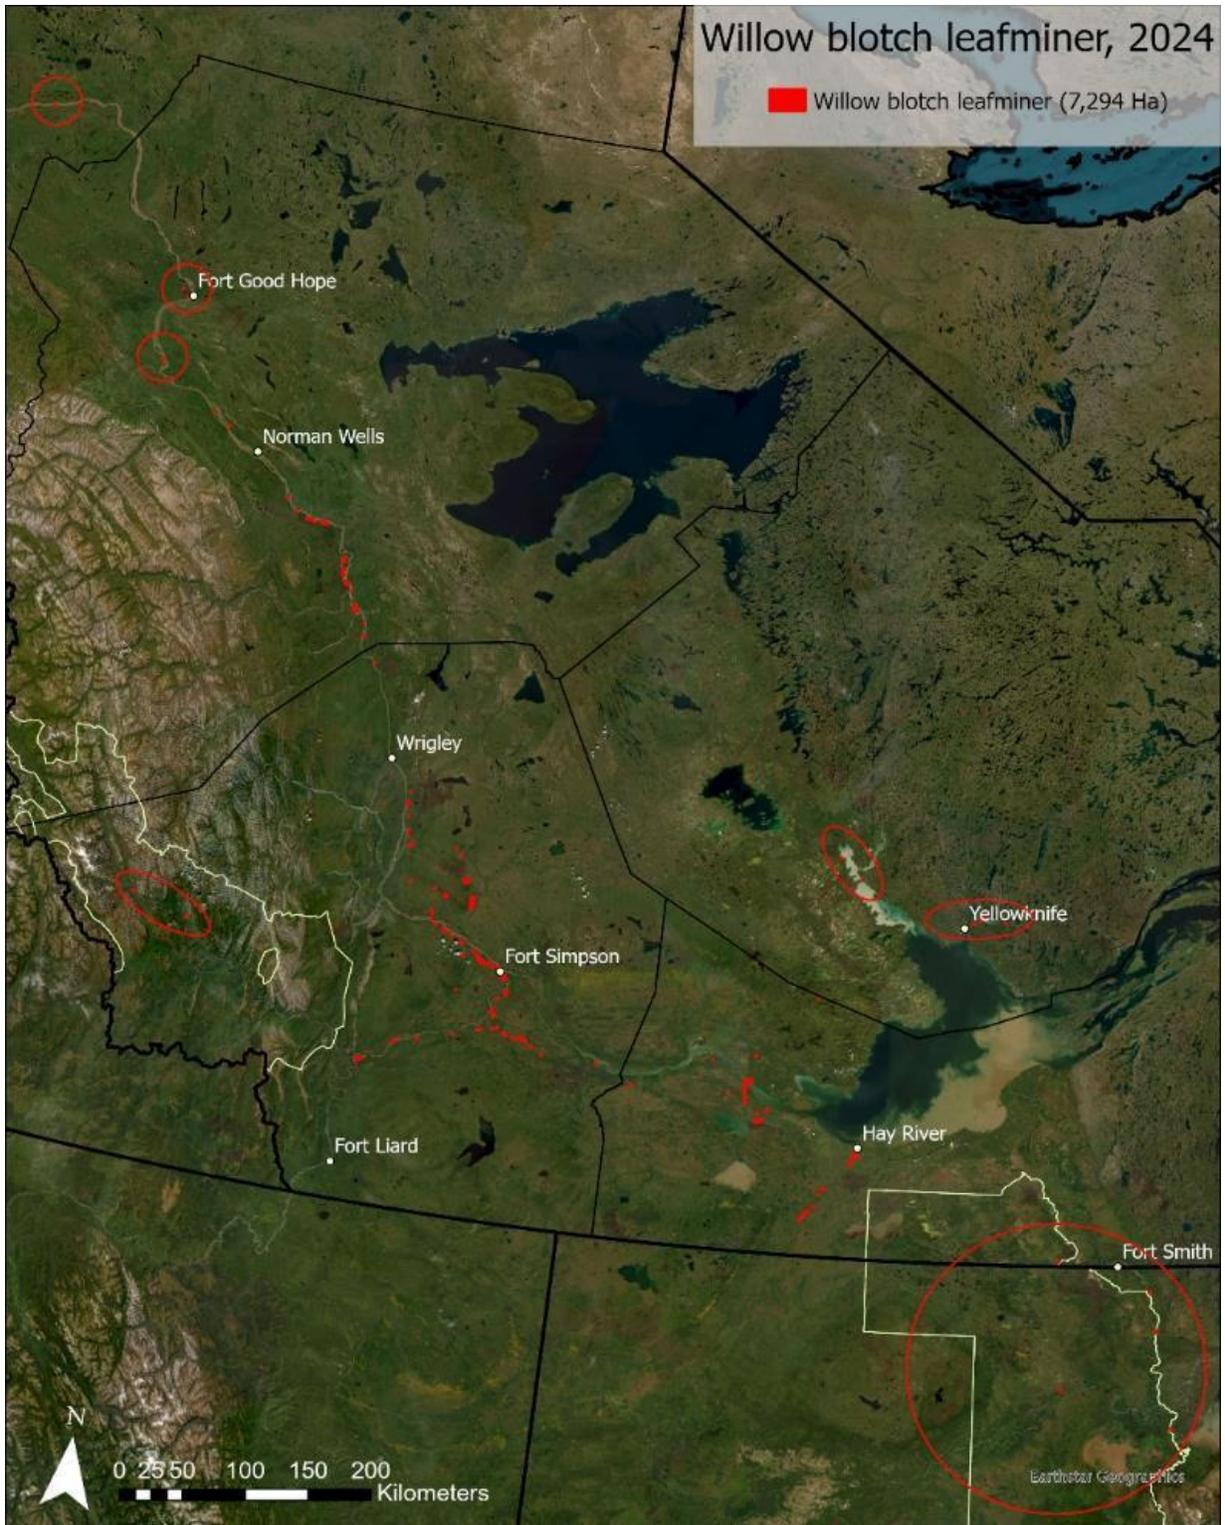 Willow blotch leafminer, 2024
Willow blotch leafminer (7,294 Ha)
Fort Good Hope
Norman Wells
Wrigley
Yellowknife
Fort Simpson
Hay River
Fort Liard
Fort Smith
N
0 25 50 100 150 200
Kilometers
Earthstar Geographics